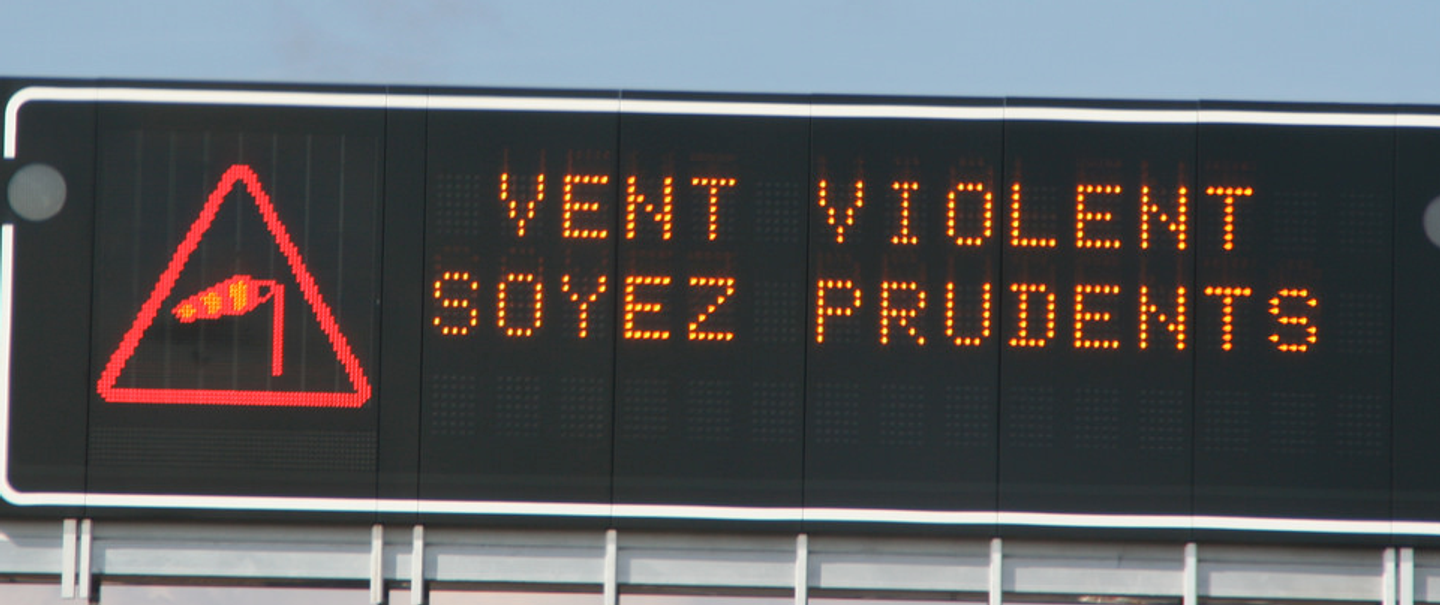 VENT VIOLENT
SOYEZ PRUDENTS